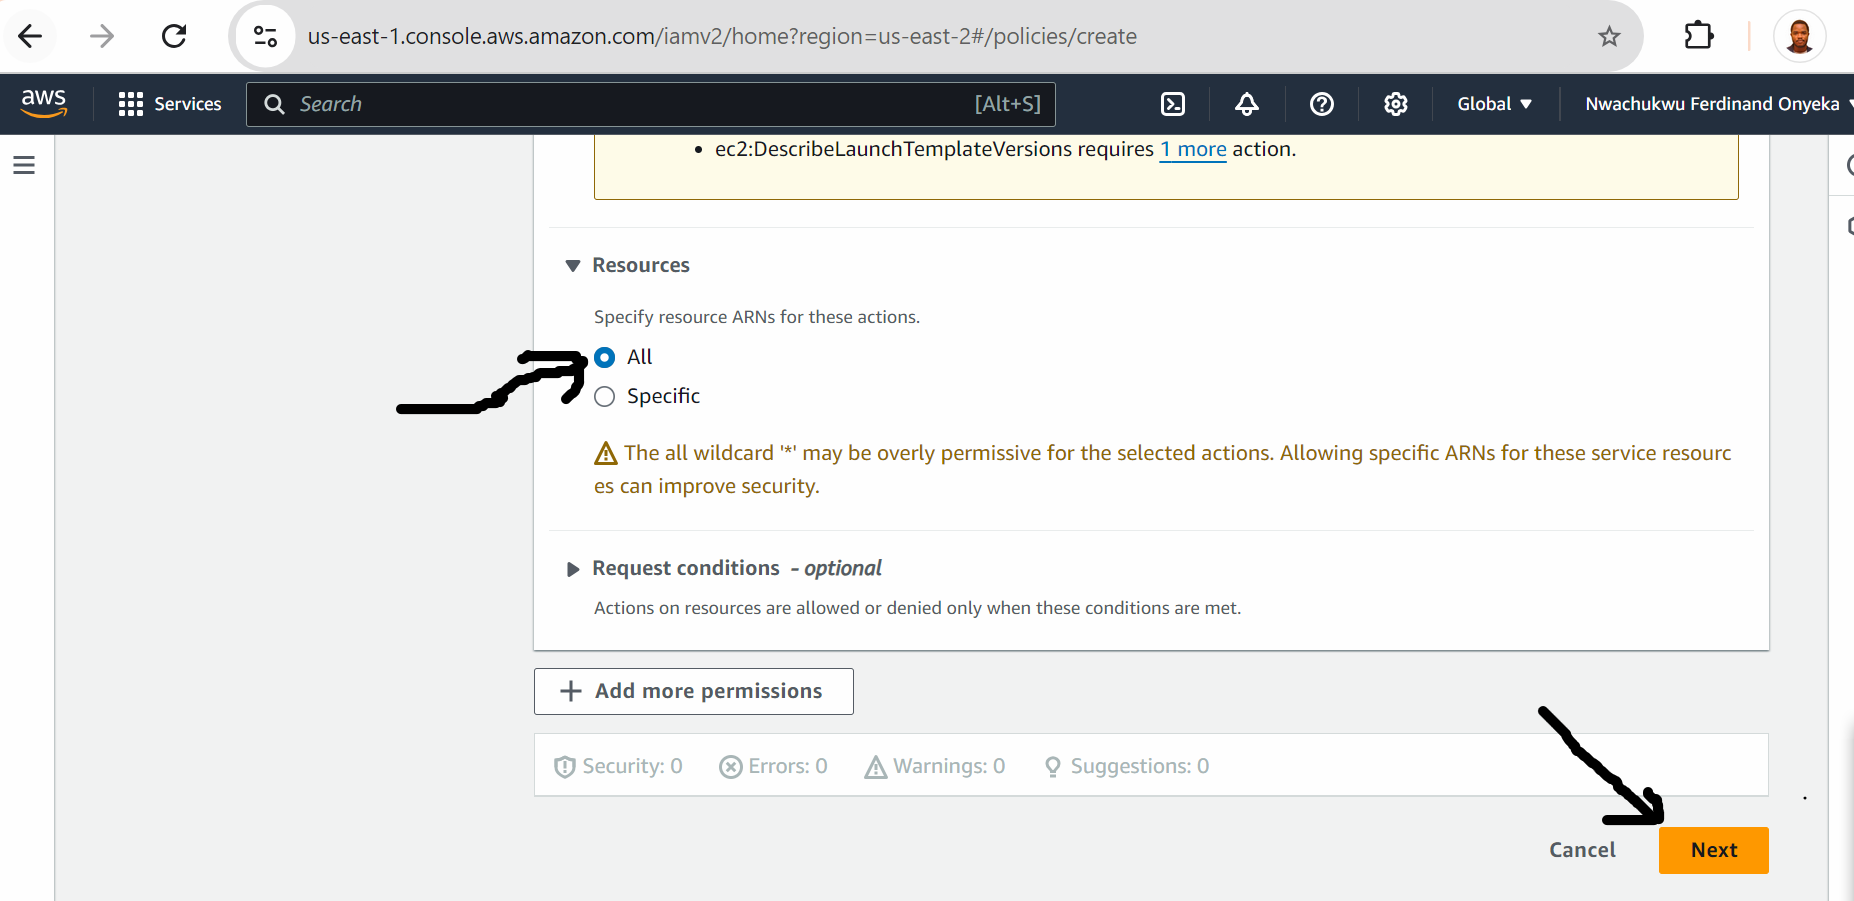 us-east-1.console.aws.amazon.com/iamv2/home?region=us-east-2#/policies/create
aws Services Search [Alt+S] Global Nwachukwu Ferdinand Onyeka
ec2:DescribeLaunchTemplateVersions requires 1 more action.
Resources
Specify resource ARNs for these actions.
All
Specific
The all wildcard '*' may be overly permissive for the selected actions. Allowing specific ARNs for these service resourc
es can improve security.
Request conditions - optional
Actions on resources are allowed or denied only when these conditions are met.
Add more permissions
Security: 0 Errors: 0 Warnings: 0 Suggestions: 0
Cancel Next